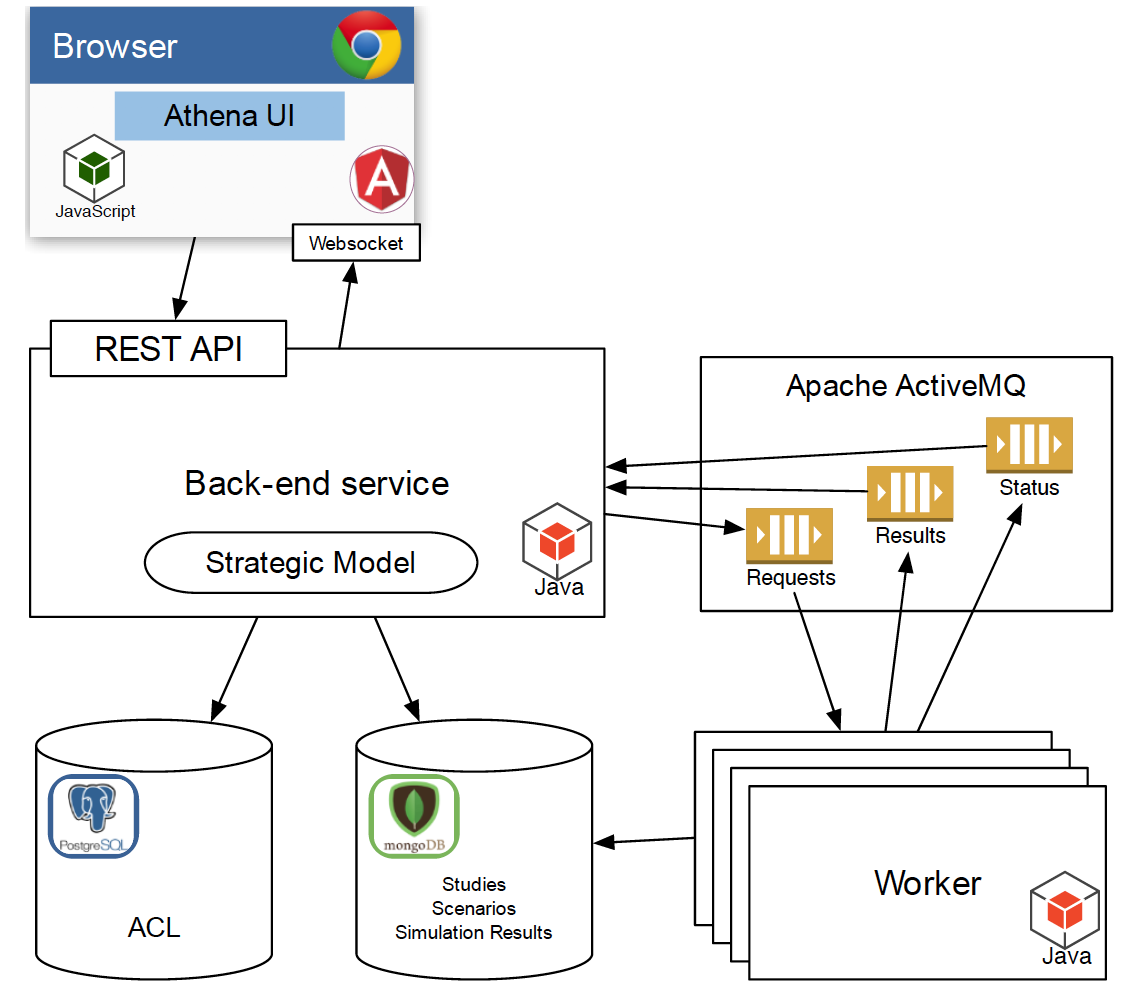 Browser
Athena UI
JavaScript
A
Websocket
REST API
Back-end service
Strategic Model
Java
Apache ActiveMQ
Status
Results
Requests
PostgreSQL
ACL
mongoDB
Studies
Scenarios
Simulation Results
Worker
Java